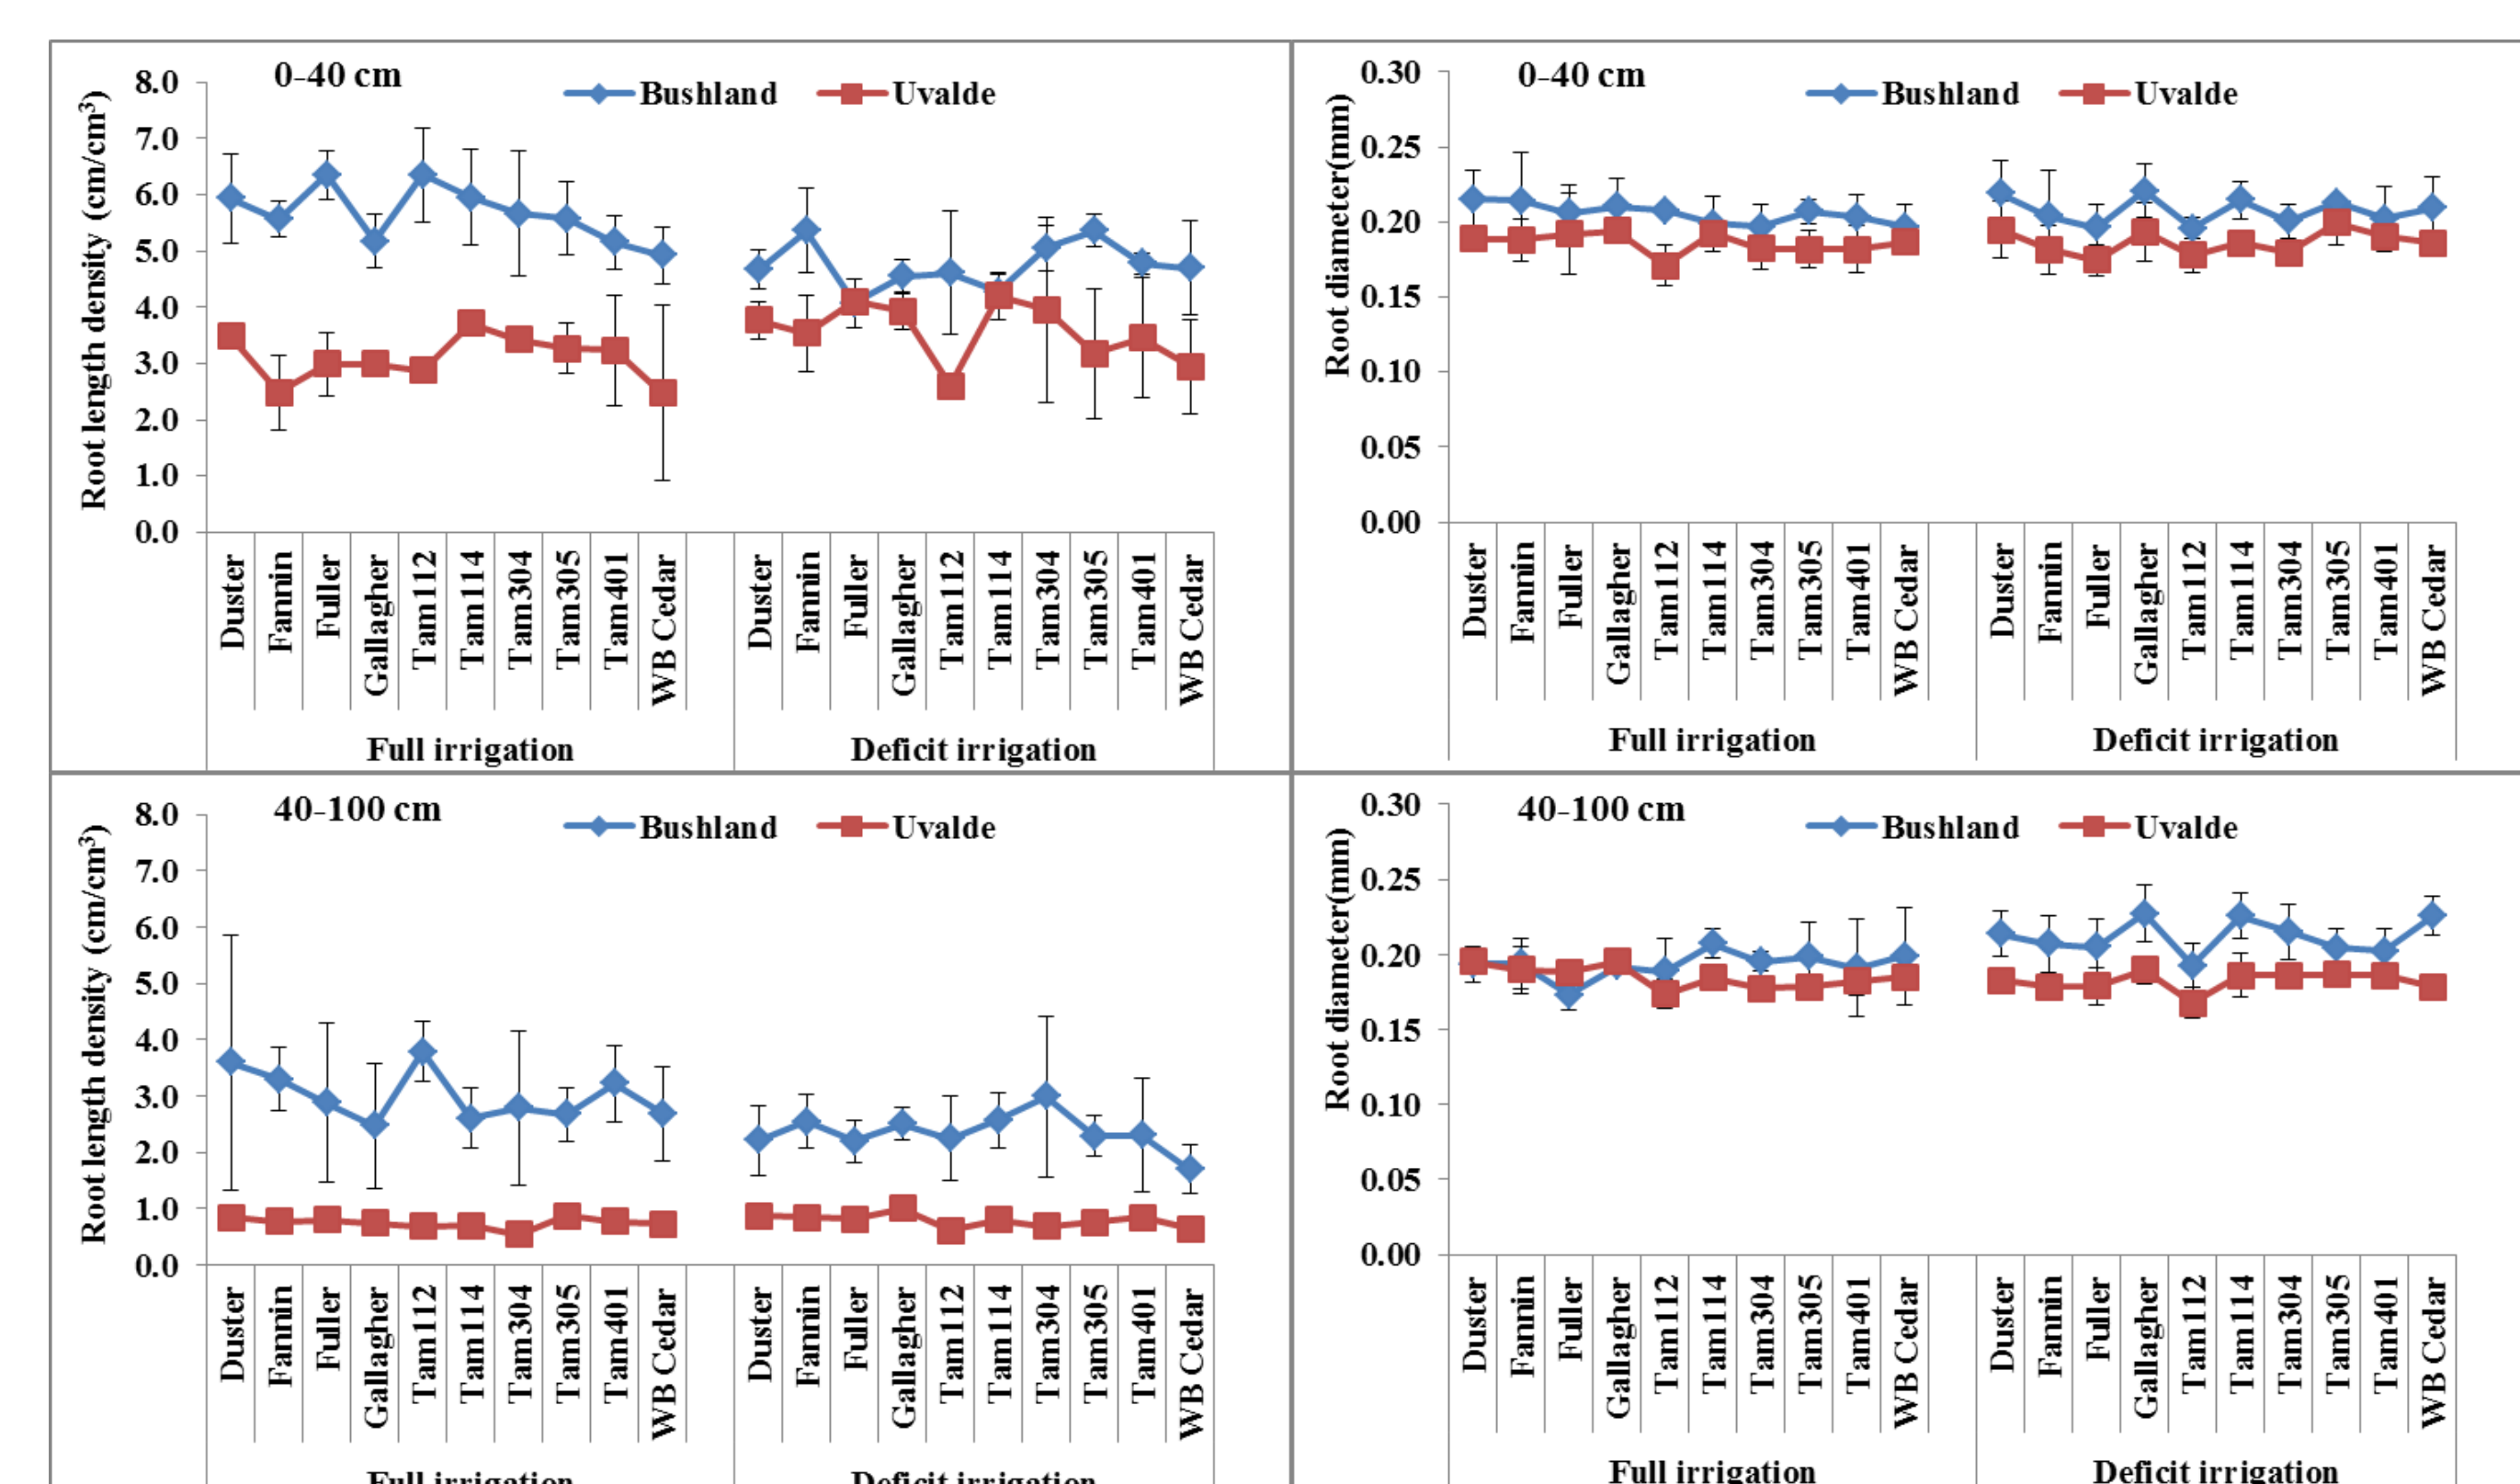 0-40 cm
Bushland Uvalde
Root length density (cm/cm³)
8.0
7.0
6.0
5.0
4.0
3.0
2.0
1.0
0.0
Duster Fannin Fuller Gallagher Tam112 Tam114 Tam304 Tam305 Tam401 WB Cedar Duster Fannin Fuller Gallagher Tam112 Tam114 Tam304 Tam305 Tam401 WB Cedar
Full irrigation Deficit irrigation
0-40 cm
Bushland Uvalde
Root diameter(mm)
0.30
0.25
0.20
0.15
0.10
0.05
0.00
Duster Fannin Fuller Gallagher Tam112 Tam114 Tam304 Tam305 Tam401 WB Cedar Duster Fannin Fuller Gallagher Tam112 Tam114 Tam304 Tam305 Tam401 WB Cedar
Full irrigation Deficit irrigation
40-100 cm
Bushland Uvalde
Root length density (cm/cm³)
8.0
7.0
6.0
5.0
4.0
3.0
2.0
1.0
0.0
Duster Fannin Fuller Gallagher Tam112 Tam114 Tam304 Tam305 Tam401 WB Cedar Duster Fannin Fuller Gallagher Tam112 Tam114 Tam304 Tam305 Tam401 WB Cedar
Full irrigation Deficit irrigation
40-100 cm
Bushland Uvalde
Root diameter(mm)
0.30
0.25
0.20
0.15
0.10
0.05
0.00
Duster Fannin Fuller Gallagher Tam112 Tam114 Tam304 Tam305 Tam401 WB Cedar Duster Fannin Fuller Gallagher Tam112 Tam114 Tam304 Tam305 Tam401 WB Cedar
Full irrigation Deficit irrigation